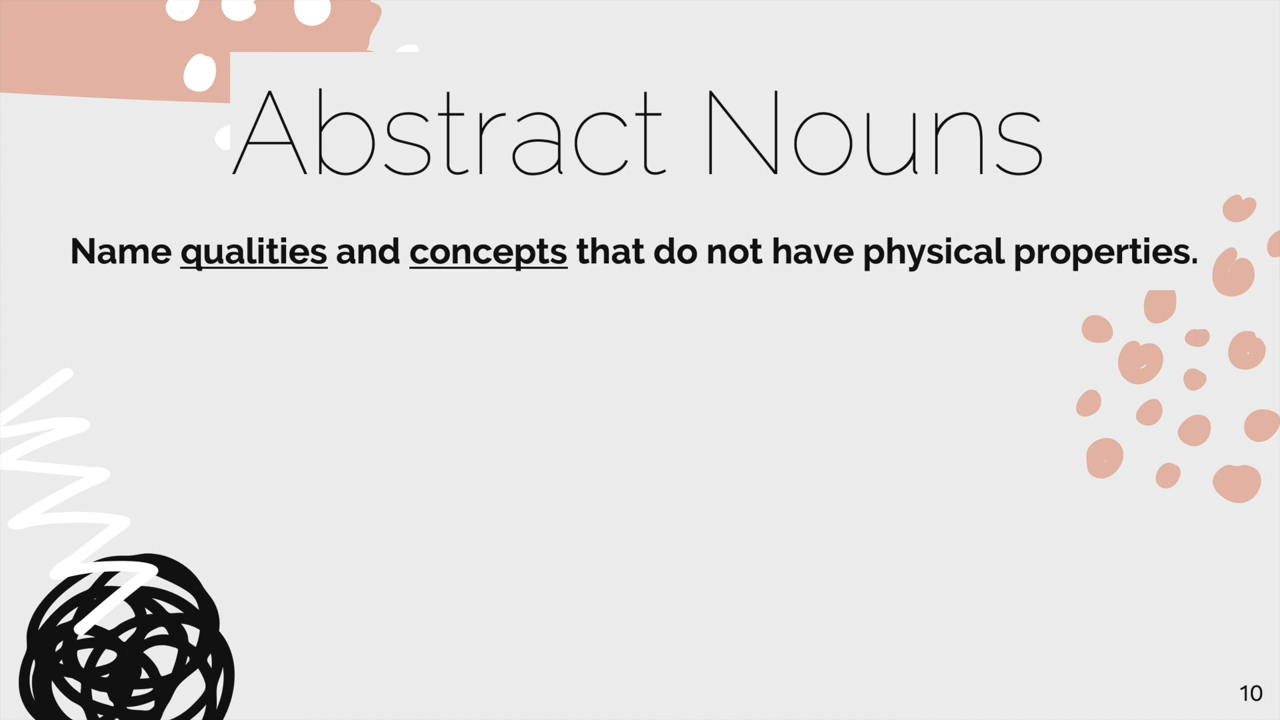 Abstract Nouns
Name qualities and concepts that do not have physical properties.
10